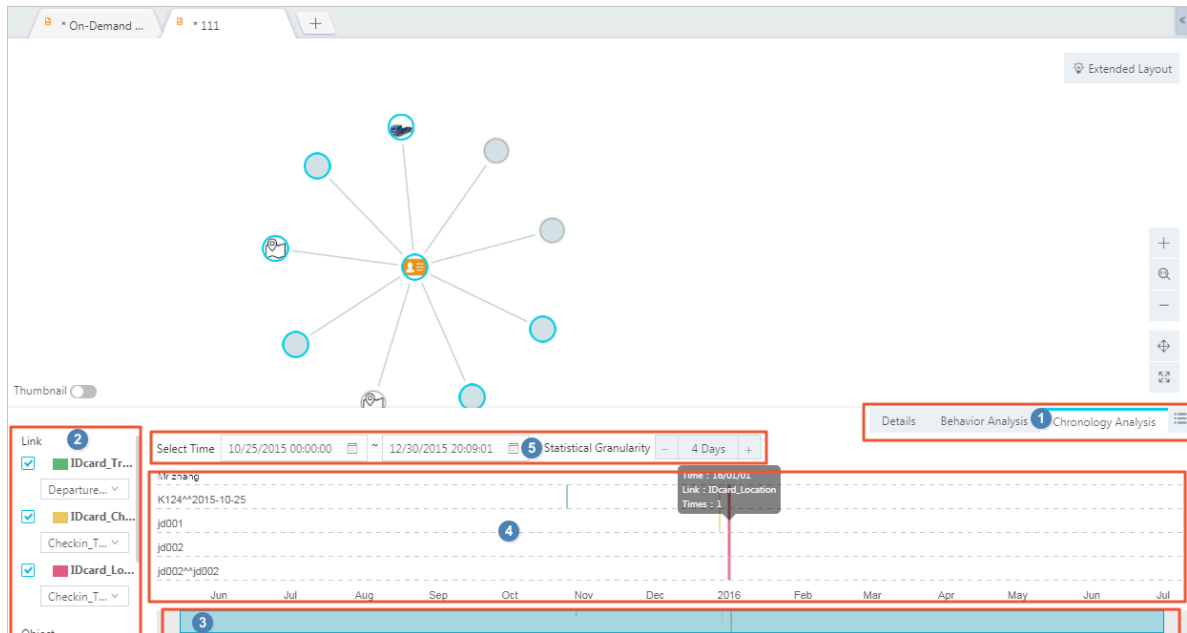 * On-Demand ...
* 111
+
«
Extended Layout
Thumbnail
Details
Behavior Analysis
1
Chronology Analysis
Link
2
IDcard_Tr...
Departure...
IDcard_Ch...
Checkin_T...
IDcard_Lo...
Checkin_T...
Object
Select Time 10/25/2015 00:00:00 ~ 12/30/2015 20:09:01 5 Statistical Granularity − 4 Days +
Mr zhang
K124^^2015-10-25
jd001
jd002
jd002^^jd002
4
Time : 16/01/01
Link : IDcard_Location
Times : 1
Jun Jul Aug Sep Oct Nov Dec 2016 Feb Mar Apr May Jun Jul
3